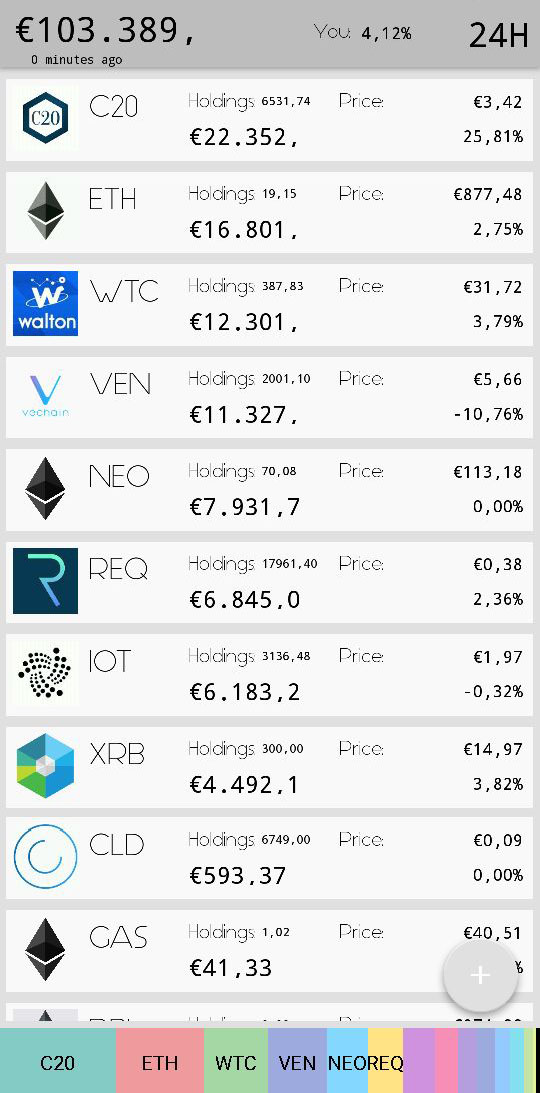 €103.389,
You: 4,12%
24H
0 minutes ago
C20
C20
Holdings: 6531,74
Price:
€3,42
€22.352,
25,81%
ETH
Holdings: 19,15
Price:
€877,48
€16.801,
2,75%
walton
WTC
Holdings: 387,83
Price:
€31,72
€12.301,
3,79%
vechain
VEN
Holdings: 2001,10
Price:
€5,66
€11.327,
-10,76%
NEO
Holdings: 70,08
Price:
€113,18
€7.931,7
0,00%
REQ
Holdings: 17961,40
Price:
€0,38
€6.845,0
2,36%
IOT
Holdings: 3136,48
Price:
€1,97
€6.183,2
-0,32%
XRB
Holdings: 300,00
Price:
€14,97
€4.492,1
3,82%
CLD
Holdings: 6749,00
Price:
€0,09
€593,37
0,00%
GAS
Holdings: 1,02
Price:
€40,51
€41,33
%
+
C20 ETH WTC VEN NEO REQ